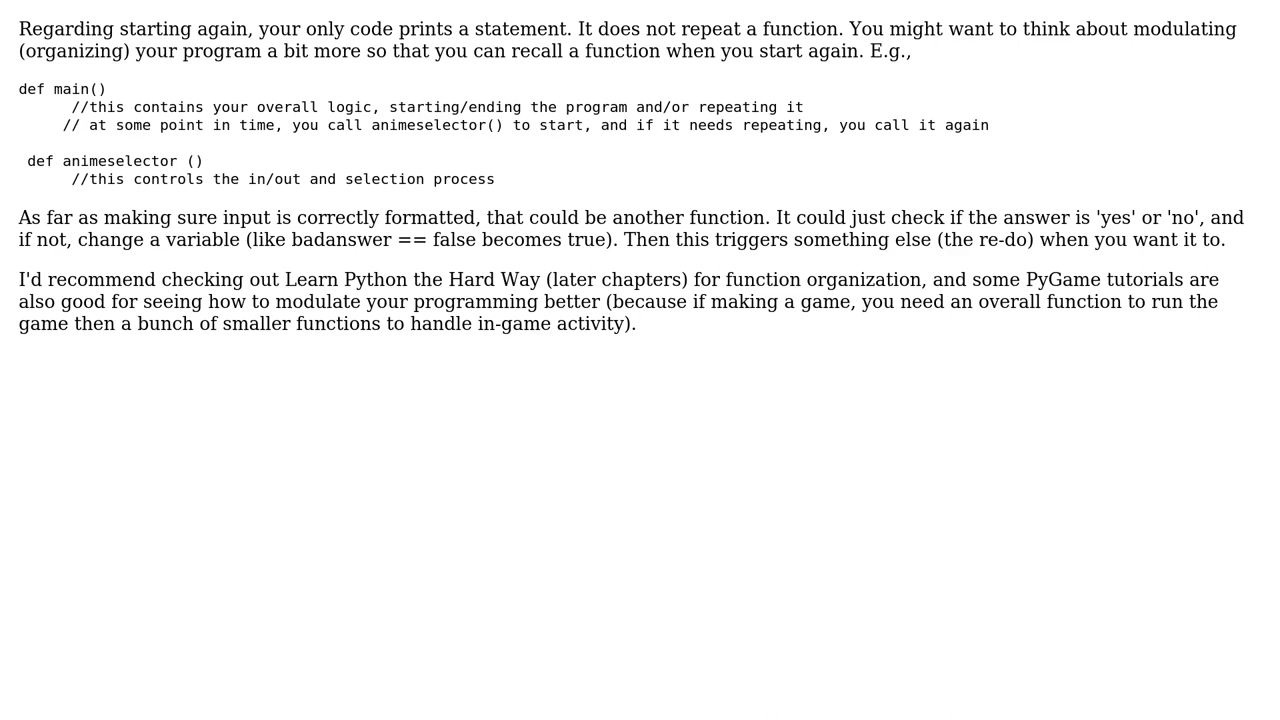 Regarding starting again, your only code prints a statement. It does not repeat a function. You might want to think about modulating
(organizing) your program a bit more so that you can recall a function when you start again. E.g.,
def main()
      //this contains your overall logic, starting/ending the program and/or repeating it
     // at some point in time, you call animeselector() to start, and if it needs repeating, you call it again
 def animeselector ()
      //this controls the in/out and selection process
As far as making sure input is correctly formatted, that could be another function. It could just check if the answer is 'yes' or 'no', and
if not, change a variable (like badanswer == false becomes true). Then this triggers something else (the re-do) when you want it to.
I'd recommend checking out Learn Python the Hard Way (later chapters) for function organization, and some PyGame tutorials are
also good for seeing how to modulate your programming better (because if making a game, you need an overall function to run the
game then a bunch of smaller functions to handle in-game activity).